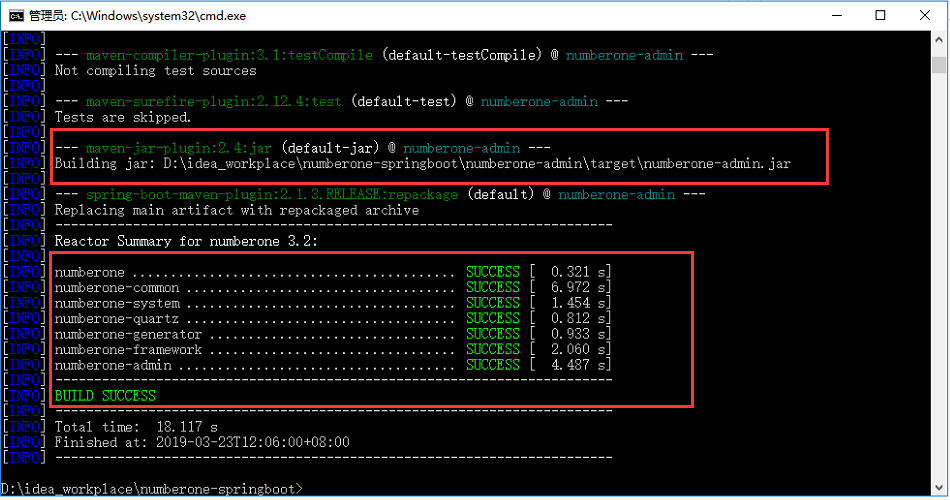 管理员: C:\Windows\system32\cmd.exe
[INFO]
[INFO] --- maven-compiler-plugin:3.1:testCompile (default-testCompile) @ numberone-admin ---
[INFO] Not compiling test sources
[INFO]
[INFO] --- maven-surefire-plugin:2.12.4:test (default-test) @ numberone-admin ---
[INFO] Tests are skipped.
[INFO]
[INFO] --- maven-jar-plugin:2.4:jar (default-jar) @ numberone-admin ---
[INFO] Building jar: D:\idea_workplace\numberone-springboot\numberone-admin\target\numberone-admin.jar
[INFO]
[INFO] --- spring-boot-maven-plugin:2.1.3.RELEASE:repackage (default) @ numberone-admin ---
[INFO] Replacing main artifact with repackaged archive
[INFO] ------------------------------------------------------------------------
[INFO] Reactor Summary for numberone 3.2:
[INFO]
[INFO] numberone .......................................... SUCCESS [  0.321 s]
[INFO] numberone-common ................................... SUCCESS [  6.972 s]
[INFO] numberone-system ................................... SUCCESS [  1.454 s]
[INFO] numberone-quartz ................................... SUCCESS [  0.812 s]
[INFO] numberone-generator ................................ SUCCESS [  0.933 s]
[INFO] numberone-framework ................................ SUCCESS [  2.060 s]
[INFO] numberone-admin .................................... SUCCESS [  4.487 s]
[INFO] ------------------------------------------------------------------------
[INFO] BUILD SUCCESS
[INFO] ------------------------------------------------------------------------
[INFO] Total time:  18.117 s
[INFO] Finished at: 2019-03-23T12:06:00+08:00
[INFO] ------------------------------------------------------------------------
D:\idea_workplace\numberone-springboot>